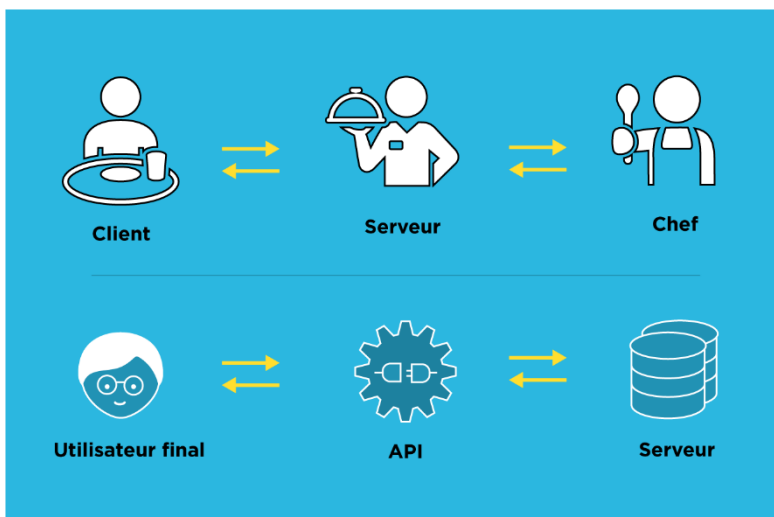 Client
Serveur
Chef
Utilisateur final
API
Serveur